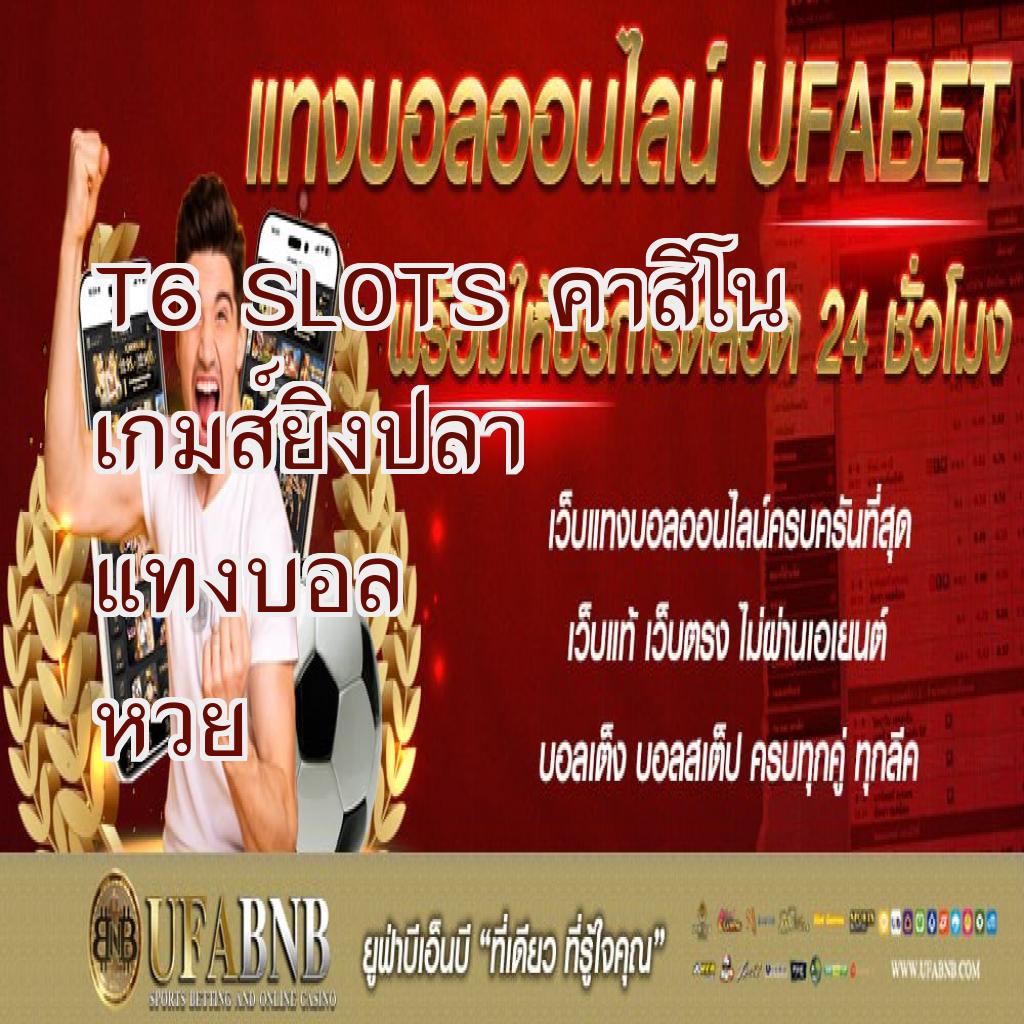 แทงบอลออนไลน์ UFABET
พร้อมให้บริการตลอด 24 ชั่วโมง
T6 SLOTS คาสิโน
เกมส์ยิงปลา
แทงบอล
หวย
เว็บแทงบอลออนไลน์ครบครันที่สุด
เว็บแท้ เว็บตรง ไม่ผ่านเอเยนต์
บอลเต็ง บอลสเต็ป ครบทุกคู่ ทุกลีค
UFABNB
SPORTS BETTING AND ONLINE CASINO
ยูฟ่าบีเอ็นบี “ที่เดียว ที่รู้ใจคุณ”
WWW.UFABNB.COM